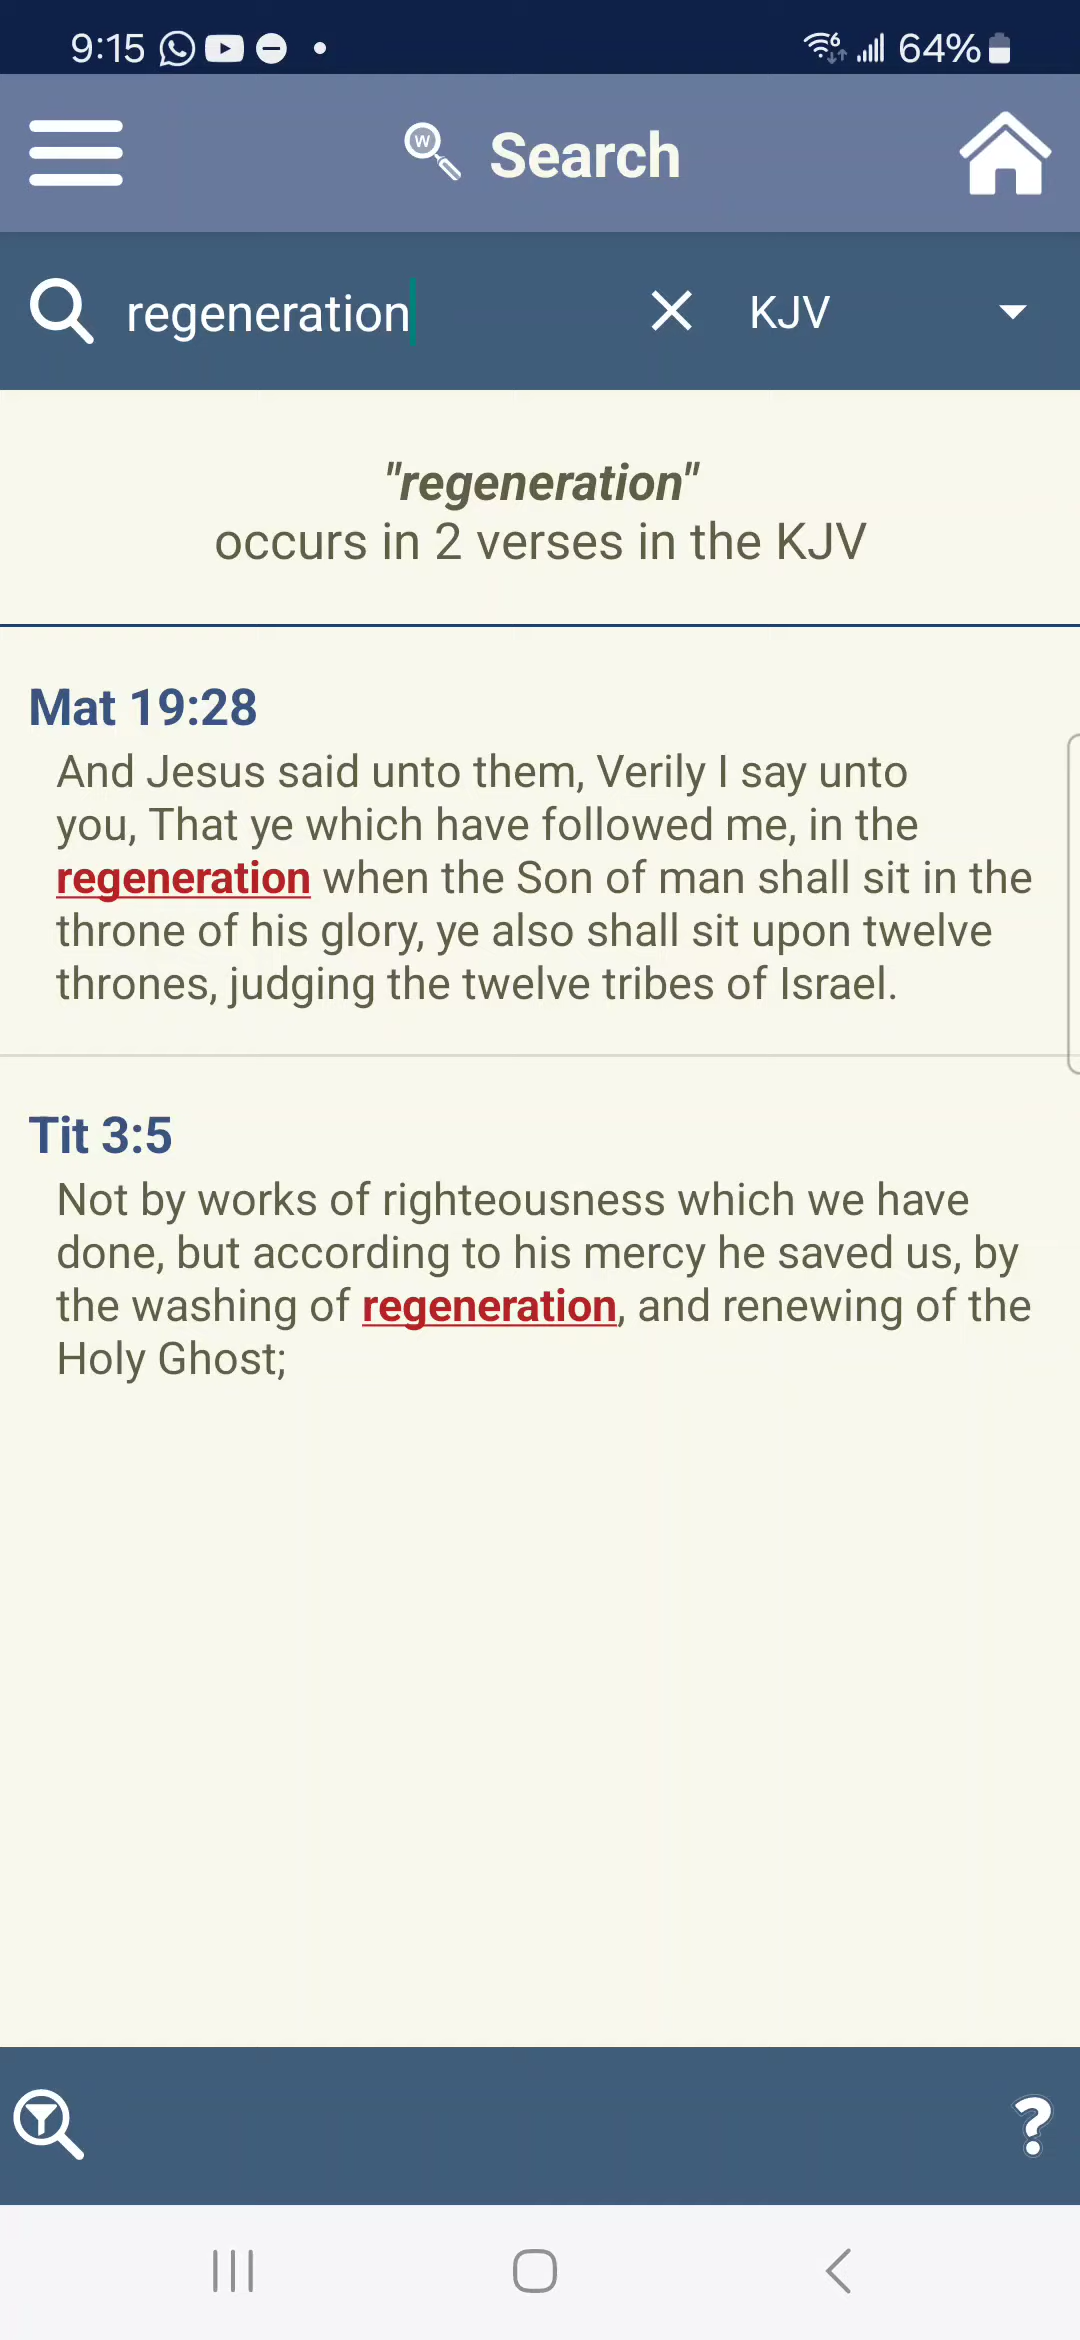 9:15
6
64%
W
Search
regeneration
KJV
"regeneration"
occurs in 2 verses in the KJV
Mat 19:28
And Jesus said unto them, Verily I say unto
you, That ye which have followed me, in the
regeneration when the Son of man shall sit in the
throne of his glory, ye also shall sit upon twelve
thrones, judging the twelve tribes of Israel.
Tit 3:5
Not by works of righteousness which we have
done, but according to his mercy he saved us, by
the washing of regeneration, and renewing of the
Holy Ghost;
?